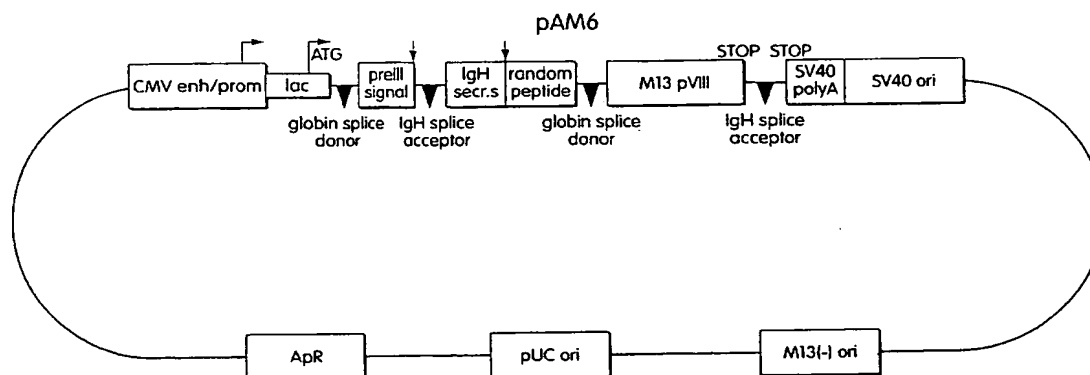 pAM6
STOP STOP
ATG
CMV enh/prom
lac
preIII
signal
IgH
secr.s
random
peptide
M13 pVIII
SV40
polyA
SV40 ori
globin splice
donor
IgH splice
acceptor
globin splice
donor
IgH splice
acceptor
ApR
pUC ori
M13(-) ori